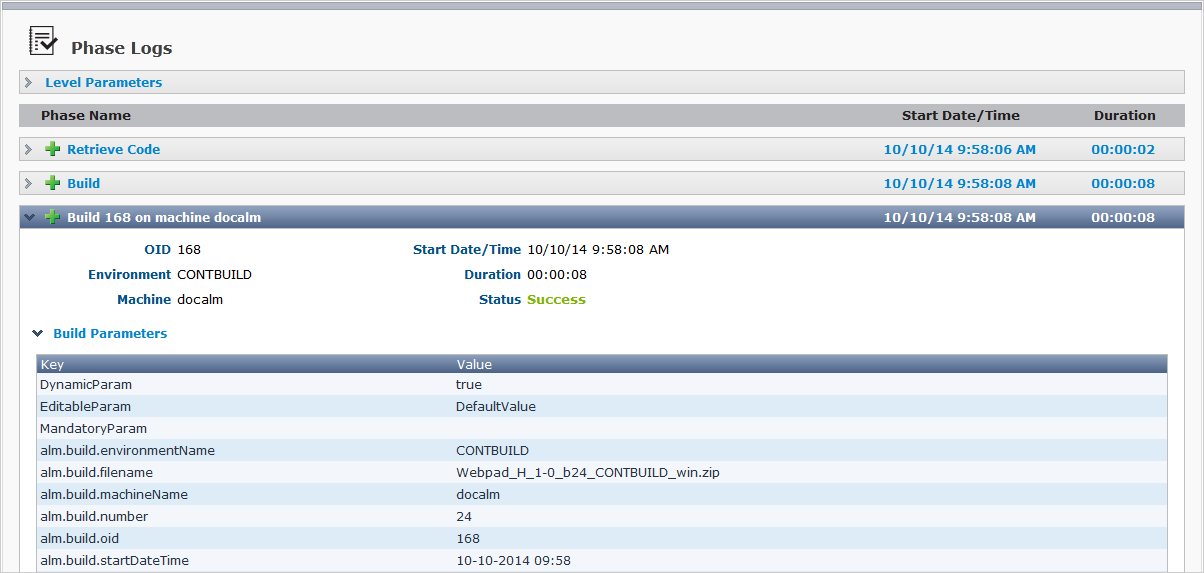 Phase Logs
Level Parameters
Phase Name Start Date/Time Duration
Retrieve Code 10/10/14 9:58:06 AM 00:00:02
Build 10/10/14 9:58:08 AM 00:00:08
Build 168 on machine docalm 10/10/14 9:58:08 AM 00:00:08
OID 168 Start Date/Time 10/10/14 9:58:08 AM
Environment CONTBUILD Duration 00:00:08
Machine docalm Status Success
Build Parameters
Key Value
DynamicParam true
EditableParam DefaultValue
MandatoryParam
alm.build.environmentName CONTBUILD
alm.build.filename Webpad_H_1-0_b24_CONTBUILD_win.zip
alm.build.machineName docalm
alm.build.number 24
alm.build.oid 168
alm.build.startDateTime 10-10-2014 09:58